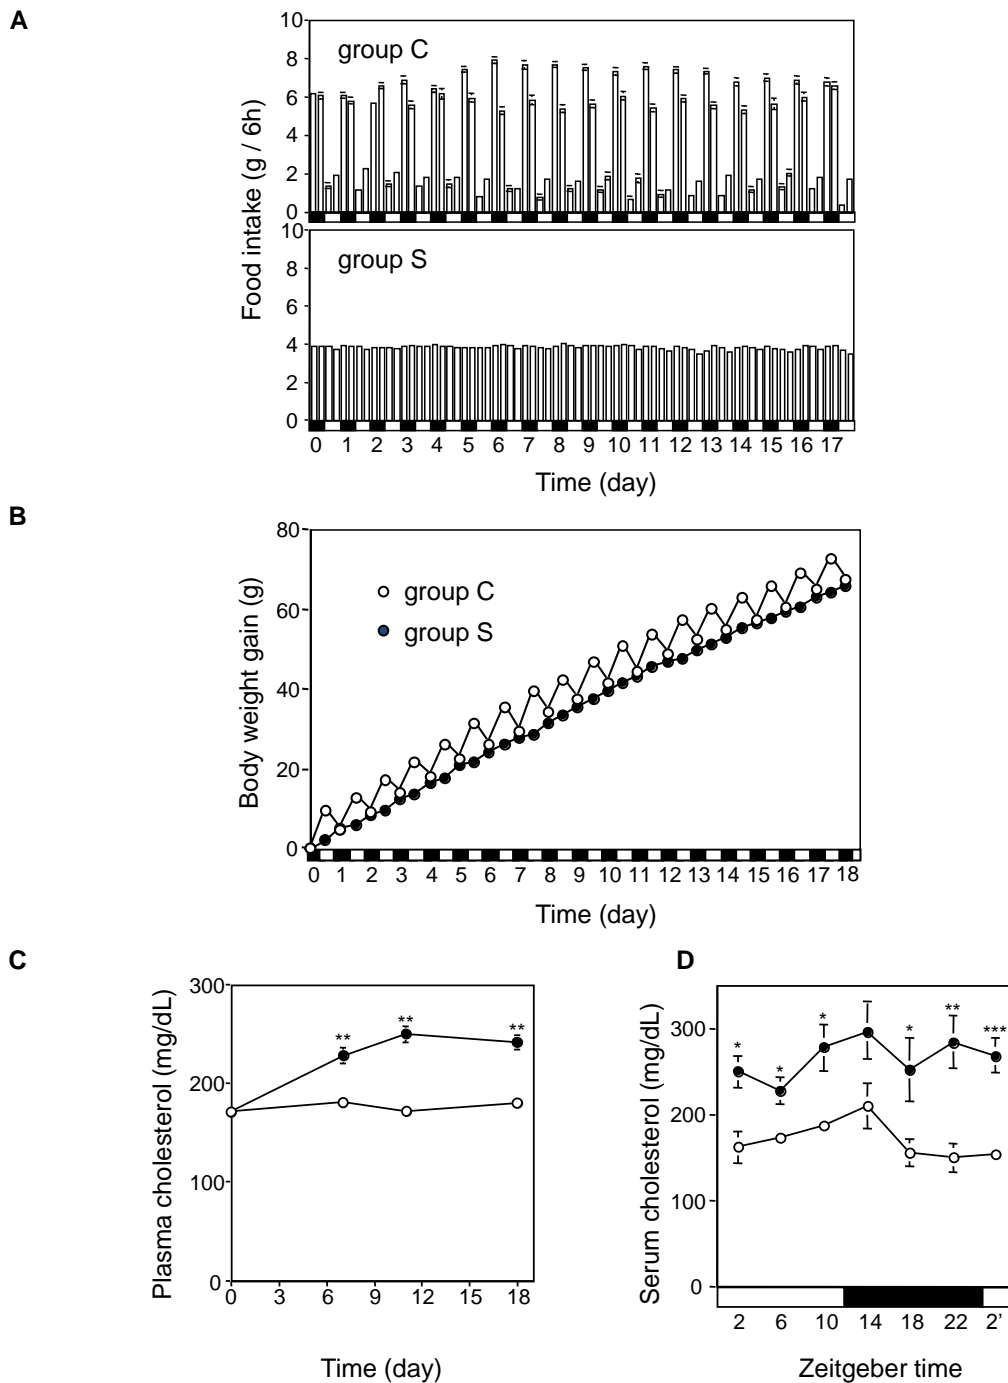 A
group C
10
8
6
4
2
0
group S
10
8
6
4
2
0
Food intake (g / 6h)
0 1 2 3 4 5 6 7 8 9 10 11 12 13 14 15 16 17
Time (day)
B
80
60
40
20
0
Body weight gain (g)
group C
group S
0 1 2 3 4 5 6 7 8 9 10 11 12 13 14 15 16 17 18
Time (day)
C
300
200
100
0
Plasma cholesterol (mg/dL)
** ** **
0 3 6 9 12 15 18
Time (day)
D
300
200
100
0
Serum cholesterol (mg/dL)
* * * * ** ***
2 6 10 14 18 22 2'
Zeitgeber time